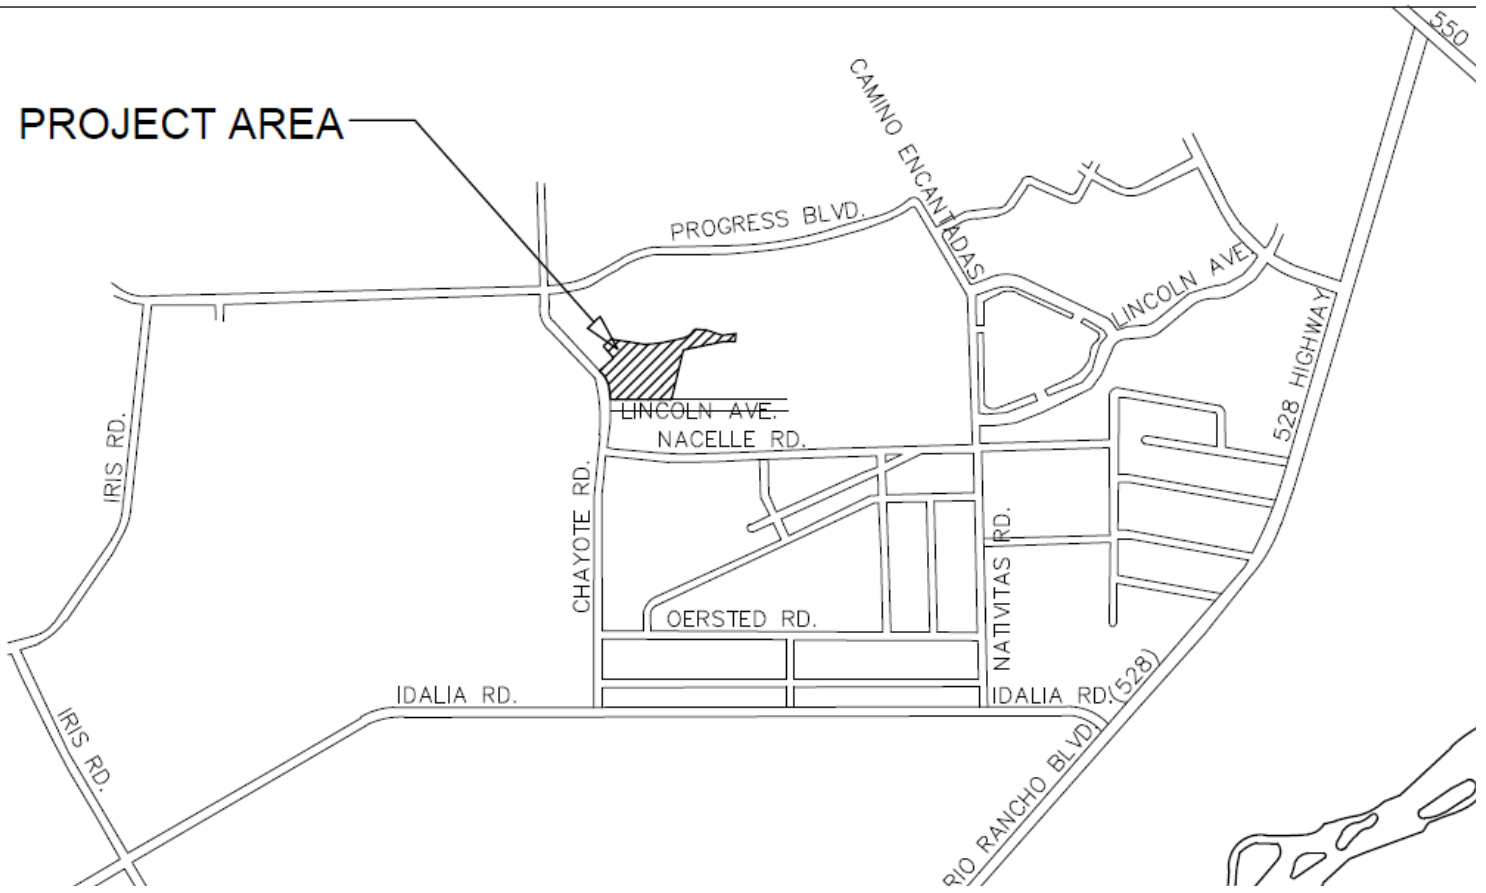 550
CAMINO ENCANTADAS
PROJECT AREA
PROGRESS BLVD.
LINCOLN AVE.
528 HIGHWAY
LINCOLN AVE.
NACELLE RD.
IRIS RD.
CHAYOTE RD.
NATIVITAS RD.
OERSTED RD.
IDALIA RD.
IDALIA RD.
IRIS RD.
RIO RANCHO BLVD. (528)